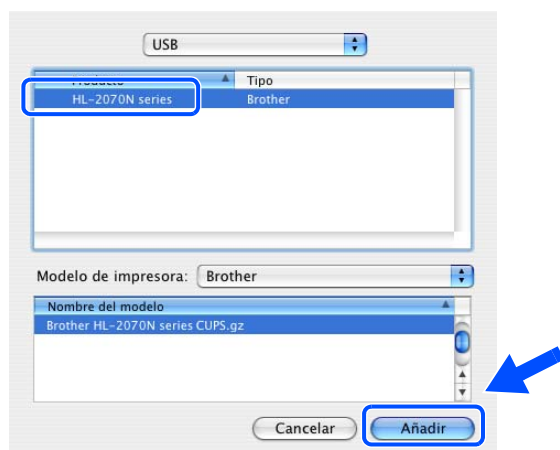 USB
Producto Tipo
HL-2070N series Brother
Modelo de impresora: Brother
Nombre del modelo
Brother HL-2070N series CUPS.gz
Cancelar Añadir